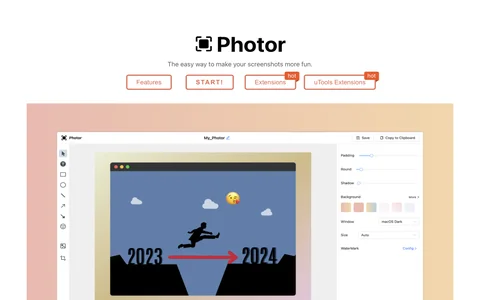 Photor
The easy way to make your screenshots more fun.
Features
START!
Extensions
hot
uTools Extensions
hot
Photor
My_Photor
Save
Copy to Clipboard
Padding
Round
Shadow
Background
more
Window
macOS Dark
Size
Auto
WaterMark
Config
2023
2024